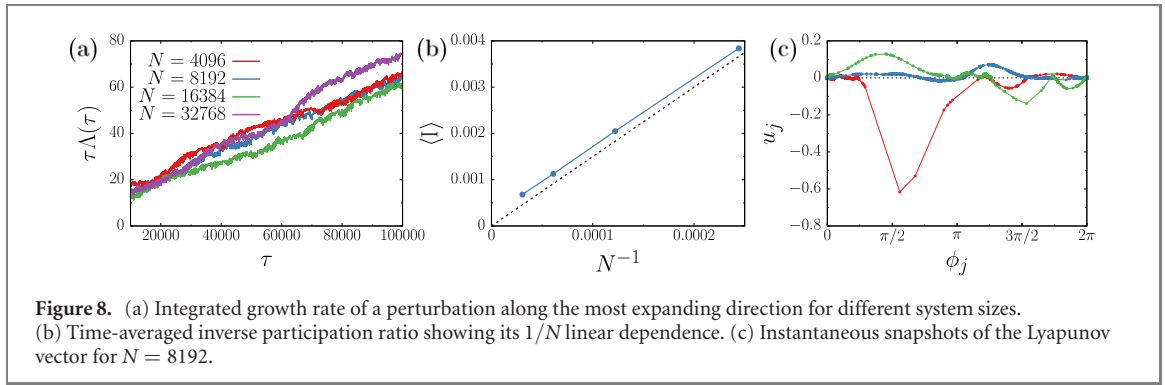 (a)
80
60
40
20
0
τΛ(τ)
N = 4096
N = 8192
N = 16384
N = 32768
20000 40000 60000 80000 100000
τ
(b)
0.004
0.003
0.002
0.001
0
⟨I⟩
0 0.0001 0.0002
N⁻¹
(c)
0.2
0
−0.2
−0.4
−0.6
−0.8
u_j
0 π/2 π 3π/2 2π
ϕ_j
Figure 8. (a) Integrated growth rate of a perturbation along the most expanding direction for different system sizes.
(b) Time-averaged inverse participation ratio showing its 1/N linear dependence. (c) Instantaneous snapshots of the Lyapunov
vector for N = 8192.